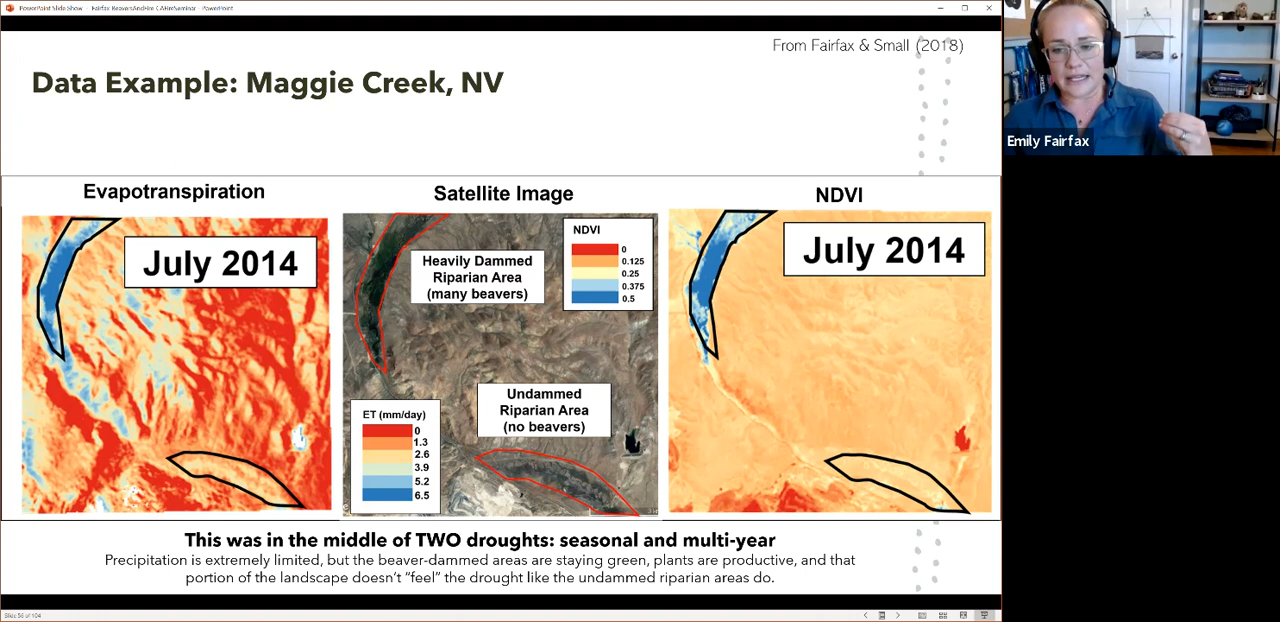 PowerPoint Slide Show - Fairfax BeaversAndFire CAFireSeminar - PowerPoint
From Fairfax & Small (2018)
Data Example: Maggie Creek, NV
Evapotranspiration
Satellite Image
NDVI
July 2014
Heavily Dammed
Riparian Area
(many beavers)
NDVI
0
0.125
0.25
0.375
0.5
July 2014
Undammed
Riparian Area
(no beavers)
ET (mm/day)
0
1.3
2.6
3.9
5.2
6.5
This was in the middle of TWO droughts: seasonal and multi-year
Precipitation is extremely limited, but the beaver-dammed areas are staying green, plants are productive, and that
portion of the landscape doesn't “feel” the drought like the undammed riparian areas do.
Slide 56 of 104
Emily Fairfax